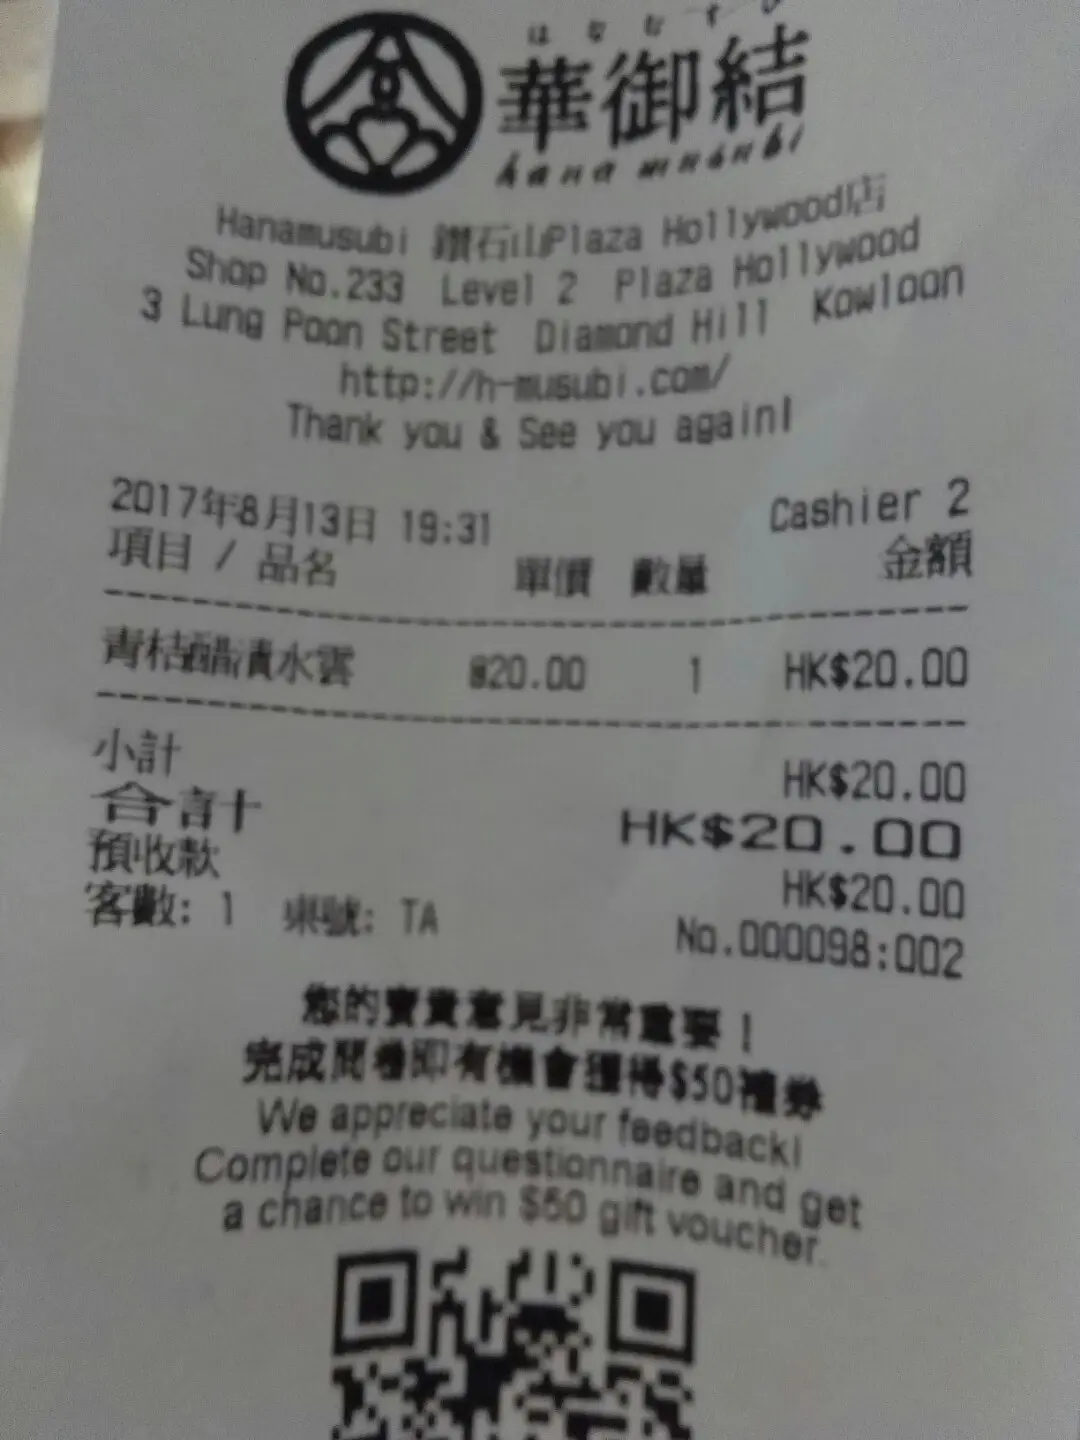 はなむすび
華御結
hana musubi
Hanamusubi 鑽石山Plaza Hollywood店
Shop No.233 Level 2 Plaza Hollywood
3 Lung Poon Street Diamond Hill Kowloon
http://h-musubi.com/
Thank you & See you again!
2017年8月13日 19:31 Cashier 2
項目 / 品名 單價 數量 金額
青桔醋漬水雲 @20.00 1 HK$20.00
小計 HK$20.00
合計 HK$20.00
預收款 HK$20.00
客數: 1 檯號: TA No.000098:002
您的寶貴意見非常重要！
完成問卷即有機會獲得$50禮券
We appreciate your feedback!
Complete our questionnaire and get
a chance to win $50 gift voucher.